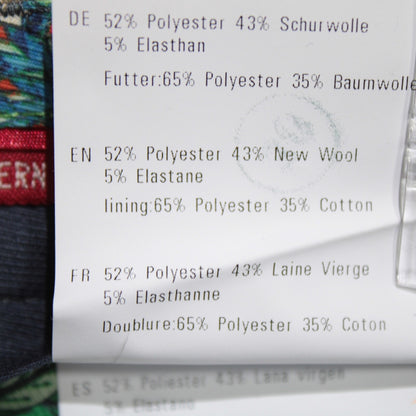 DE 52% Polyester 43% Schurwolle
5% Elasthan
Futter:65% Polyester 35% Baumwolle
ERN
EN 52% Polyester 43% New Wool
5% Elastane
lining:65% Polyester 35% Cotton
FR 52% Polyester 43% Laine Vierge
5% Elasthanne
Doublure:65% Polyester 35% Coton
ES 52% Poliester 43% Lana virgen
5% Elastano